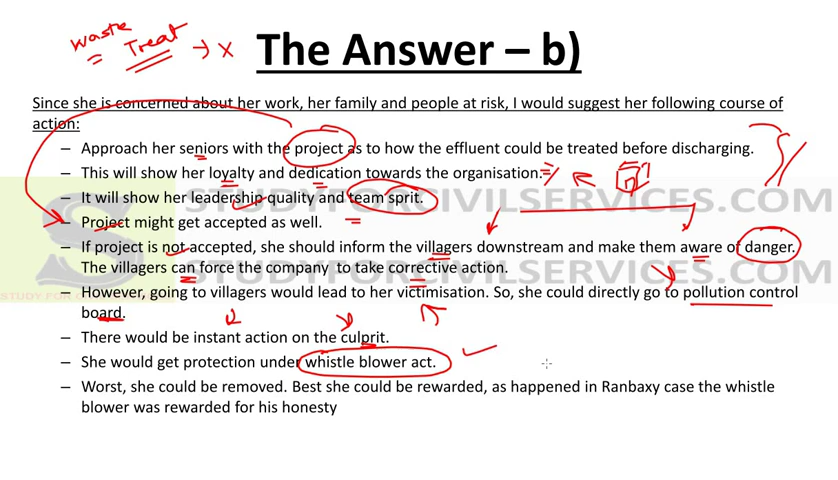 waste
Treat → x
The Answer – b)
Since she is concerned about her work, her family and people at risk, I would suggest her following course of
action:
– Approach her seniors with the project as to how the effluent could be treated before discharging.
– This will show her loyalty and dedication towards the organisation.
– It will show her leadership quality and team sprit.
STUDYFORCIVILSERVICES.COM
– Project might get accepted as well.
– If project is not accepted, she should inform the villagers downstream and make them aware of danger.
The villagers can force the company to take corrective action.
STUDYFORCIVILSERVICES.COM
– However, going to villagers would lead to her victimisation. So, she could directly go to pollution control
board.
– There would be instant action on the culprit.
– She would get protection under whistle blower act.
– Worst, she could be removed. Best she could be rewarded, as happened in Ranbaxy case the whistle
blower was rewarded for his honesty